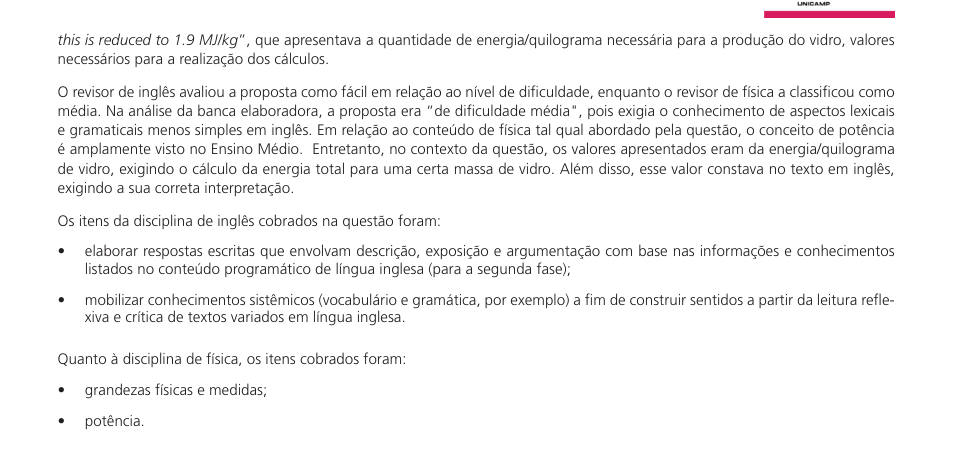 UNICAMP
this is reduced to 1.9 MJ/kg”, que apresentava a quantidade de energia/quilograma necessária para a produção do vidro, valores
necessários para a realização dos cálculos.
O revisor de inglês avaliou a proposta como fácil em relação ao nível de dificuldade, enquanto o revisor de física a classificou como
média. Na análise da banca elaboradora, a proposta era “de dificuldade média", pois exigia o conhecimento de aspectos lexicais
e gramaticais menos simples em inglês. Em relação ao conteúdo de física tal qual abordado pela questão, o conceito de potência
é amplamente visto no Ensino Médio.  Entretanto, no contexto da questão, os valores apresentados eram da energia/quilograma
de vidro, exigindo o cálculo da energia total para uma certa massa de vidro. Além disso, esse valor constava no texto em inglês,
exigindo a sua correta interpretação.
Os itens da disciplina de inglês cobrados na questão foram:
• elaborar respostas escritas que envolvam descrição, exposição e argumentação com base nas informações e conhecimentos
listados no conteúdo programático de língua inglesa (para a segunda fase);
• mobilizar conhecimentos sistêmicos (vocabulário e gramática, por exemplo) a fim de construir sentidos a partir da leitura refle-
xiva e crítica de textos variados em língua inglesa.
Quanto à disciplina de física, os itens cobrados foram:
• grandezas físicas e medidas;
• potência.